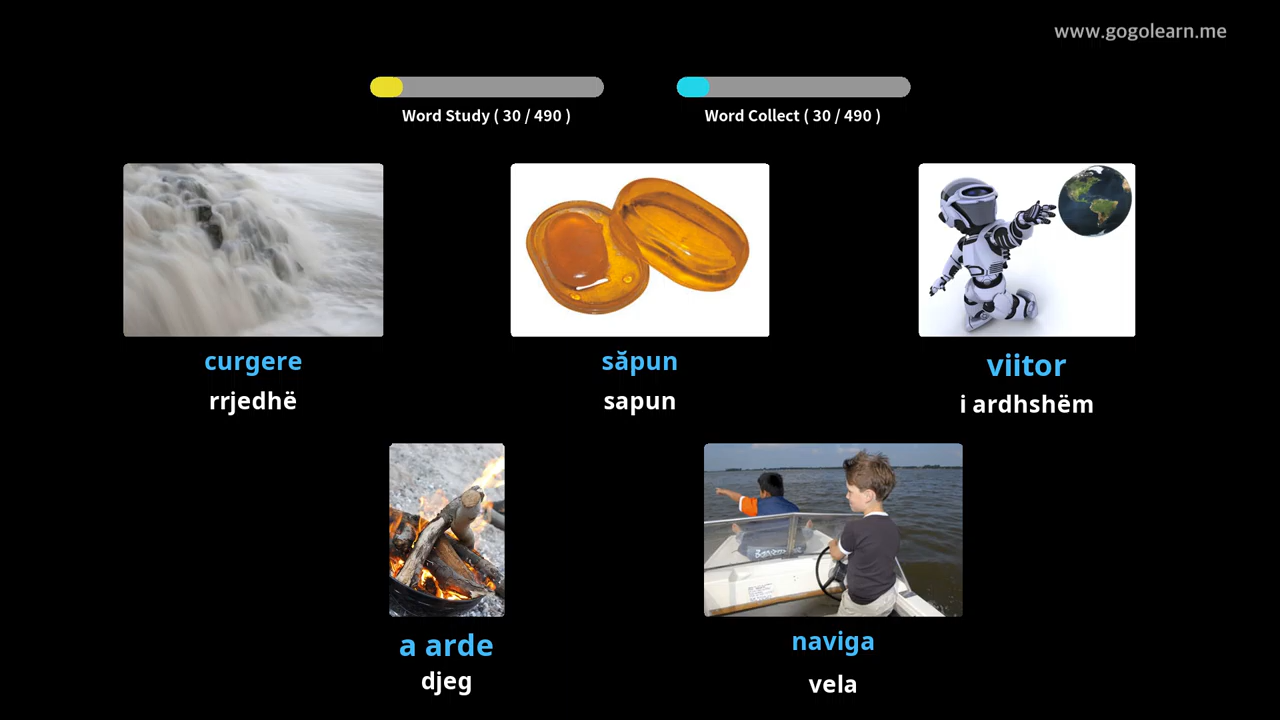 www.gogolearn.me
Word Study ( 30 / 490 )
Word Collect ( 30 / 490 )
curgere
rrjedhë
săpun
sapun
viitor
i ardhshëm
a arde
djeg
naviga
vela